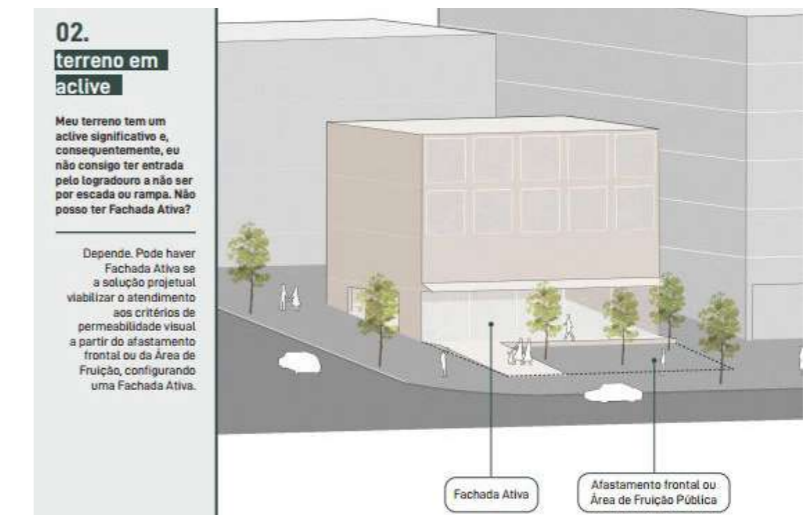 02.
terreno em
aclive
Meu terreno tem um
aclive significativo e,
consequentemente, eu
não consigo ter entrada
pelo logradouro a não ser
por escada ou rampa. Não
posso ter Fachada Ativa?
Depende. Pode haver
Fachada Ativa se
a solução projetual
viabilizar o atendimento
aos critérios de
permeabilidade visual
a partir do afastamento
frontal ou da Área de
Fruição, configurando
uma Fachada Ativa.
Fachada Ativa
Afastamento frontal ou
Área de Fruição Pública